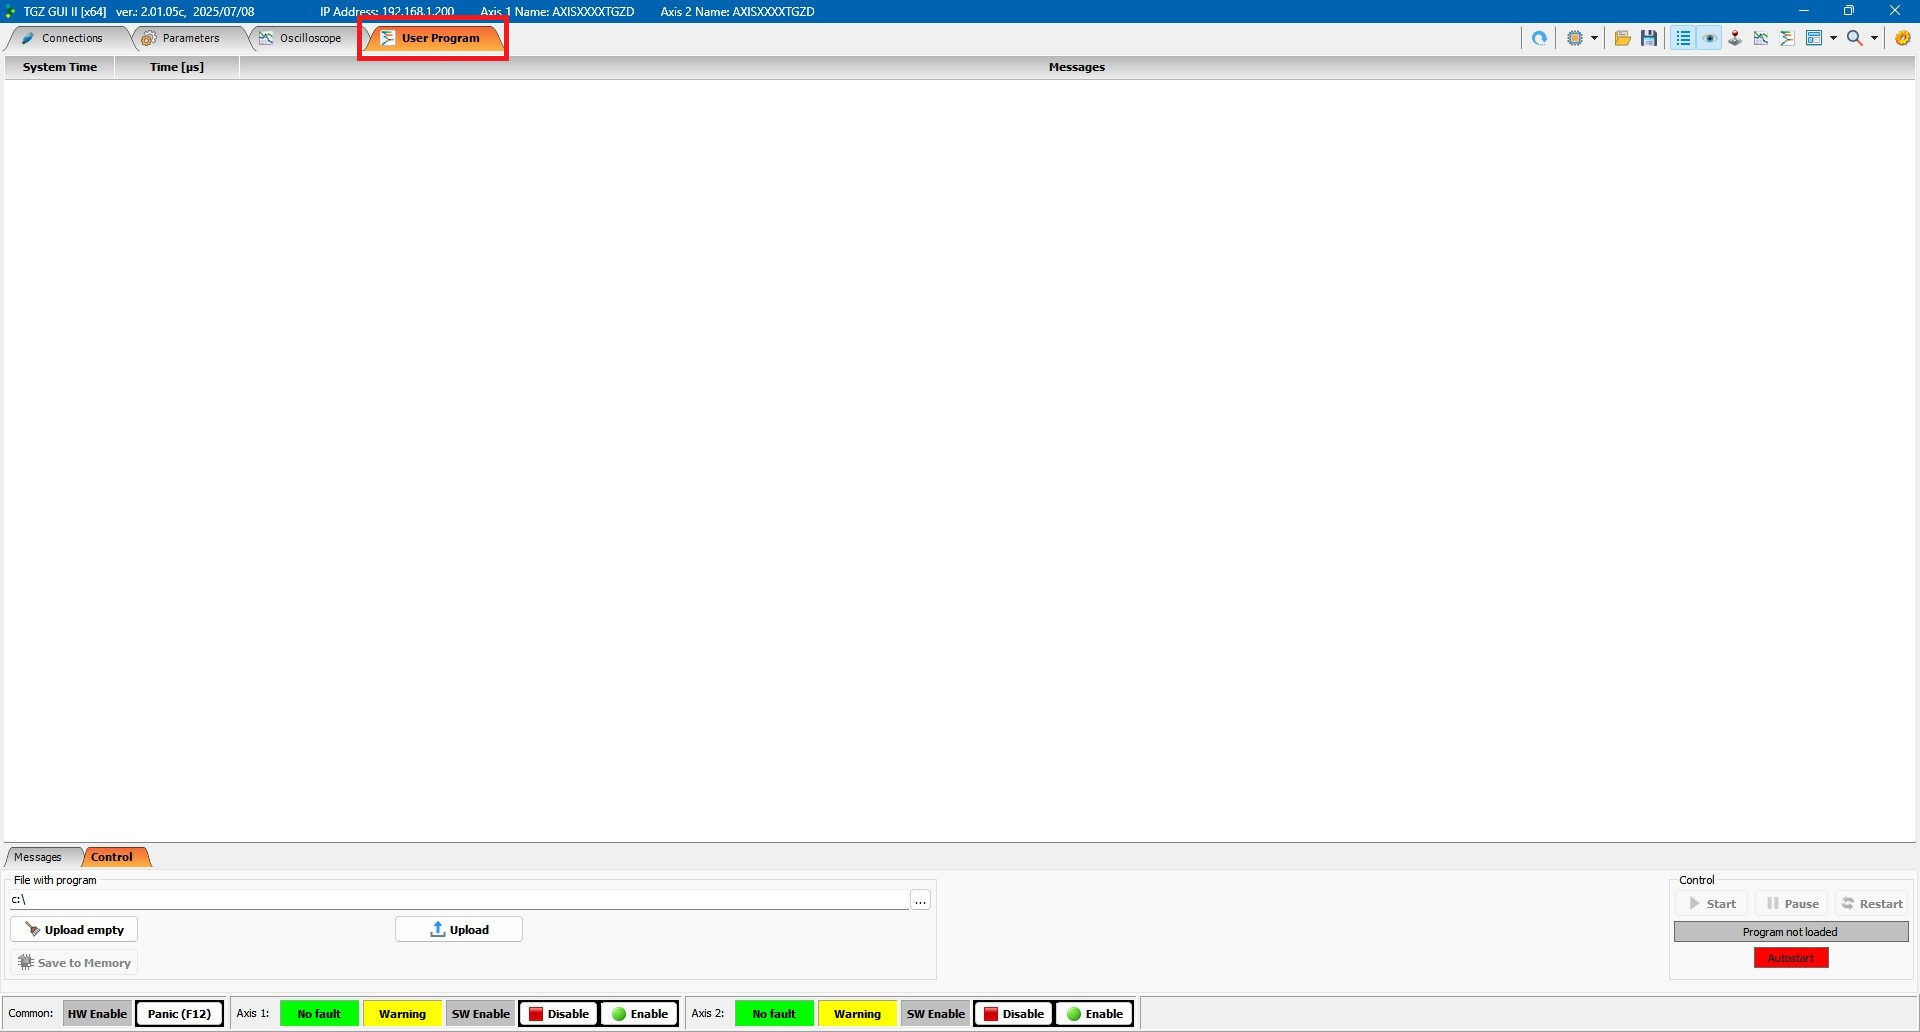 TGZ GUI II [x64] ver.: 2.01.05c, 2025/07/08 IP Address: 192.168.1.200 Axis 1 Name: AXISXXXXTGZD Axis 2 Name: AXISXXXXTGZD
Connections Parameters Oscilloscope User Program
System Time Time [µs] Messages
Messages Control
File with program
c:\
...
Upload empty Upload
Save to Memory
Control
Start Pause Restart
Program not loaded
Autostart
Common: HW Enable Panic (F12) Axis 1: No fault Warning SW Enable Disable Enable Axis 2: No fault Warning SW Enable Disable Enable